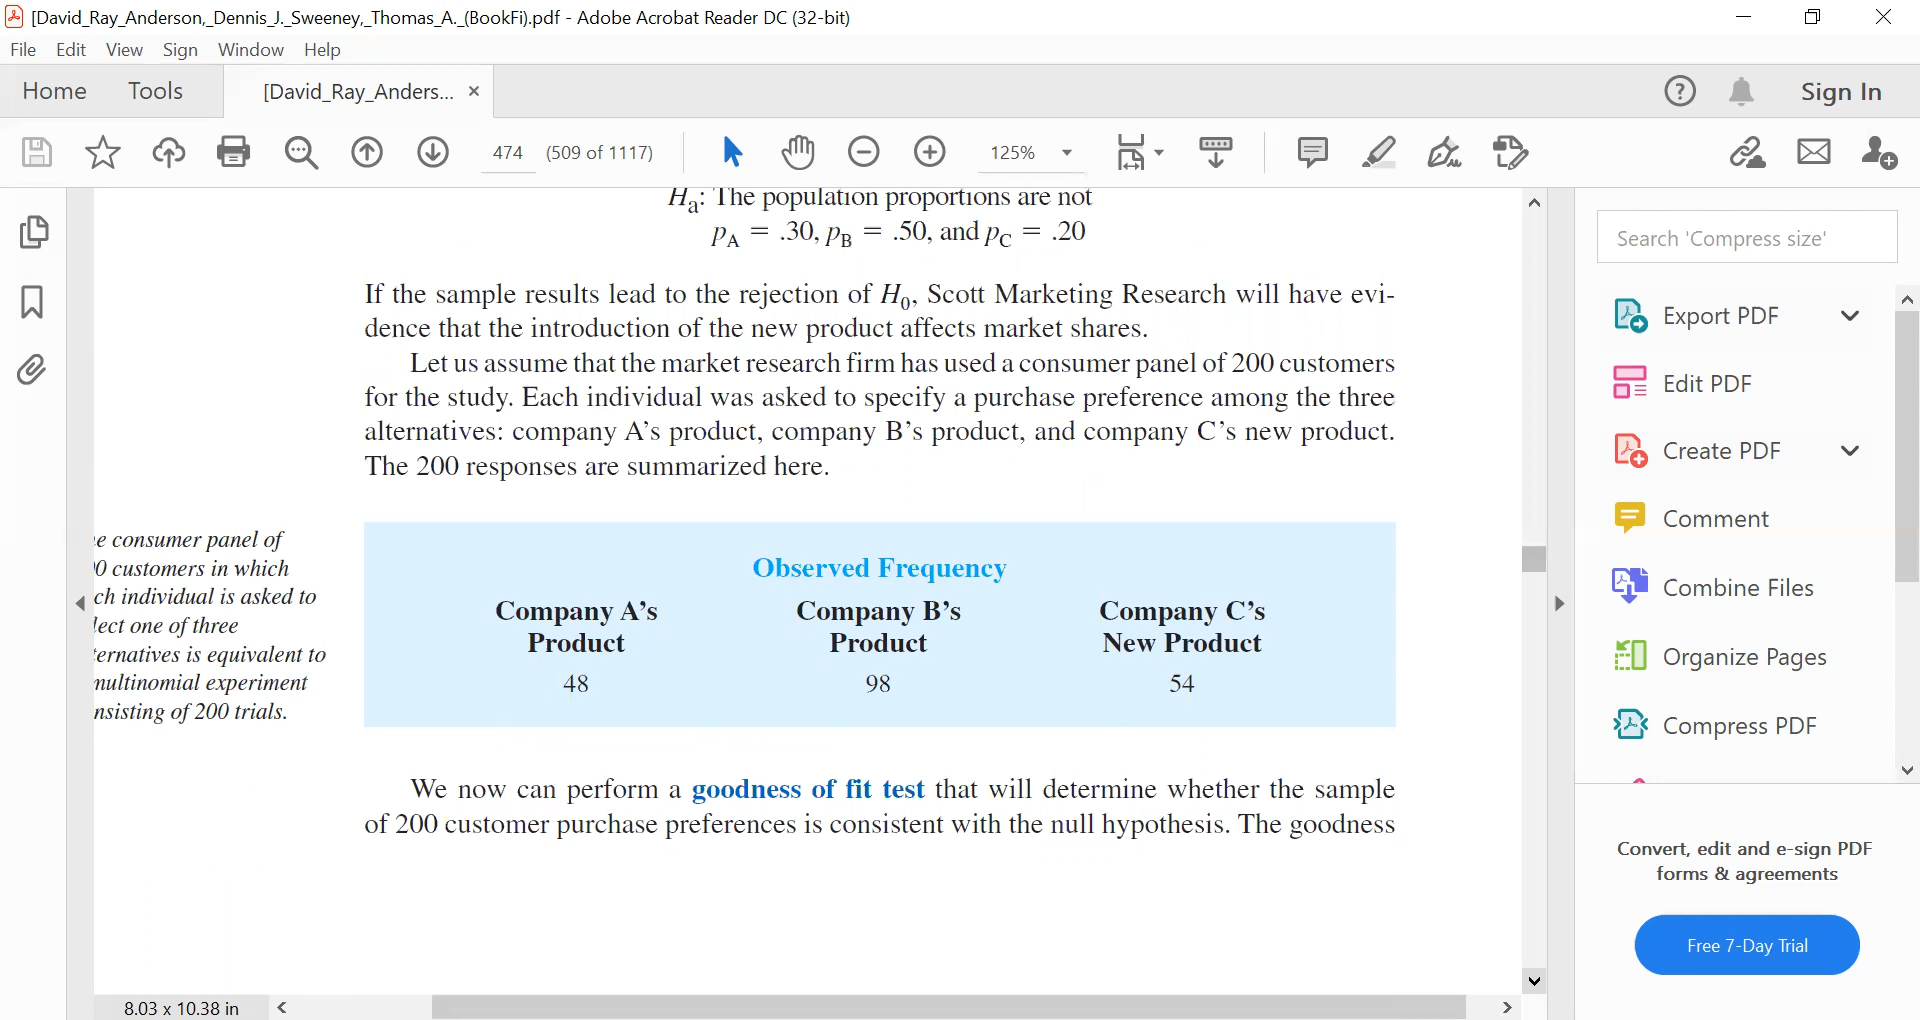 [David_Ray_Anderson,_Dennis_J._Sweeney,_Thomas_A._(BookFi).pdf - Adobe Acrobat Reader DC (32-bit)
File Edit View Sign Window Help
Home Tools [David_Ray_Anders... × Sign In
474 (509 of 1117) 125%
Hₐ: The population proportions are not
p_A = .30, p_B = .50, and p_C = .20
If the sample results lead to the rejection of H₀, Scott Marketing Research will have evi-
dence that the introduction of the new product affects market shares.
Let us assume that the market research firm has used a consumer panel of 200 customers
for the study. Each individual was asked to specify a purchase preference among the three
alternatives: company A’s product, company B’s product, and company C’s new product.
The 200 responses are summarized here.
e consumer panel of
0 customers in which
ch individual is asked to
lect one of three
ternatives is equivalent to
multinomial experiment
nsisting of 200 trials.
Observed Frequency
Company A’s Company B’s Company C’s
Product Product New Product
48 98 54
We now can perform a goodness of fit test that will determine whether the sample
of 200 customer purchase preferences is consistent with the null hypothesis. The goodness
8.03 x 10.38 in
Search 'Compress size'
Export PDF
Edit PDF
Create PDF
Comment
Combine Files
Organize Pages
Compress PDF
Convert, edit and e-sign PDF
forms & agreements
Free 7-Day Trial